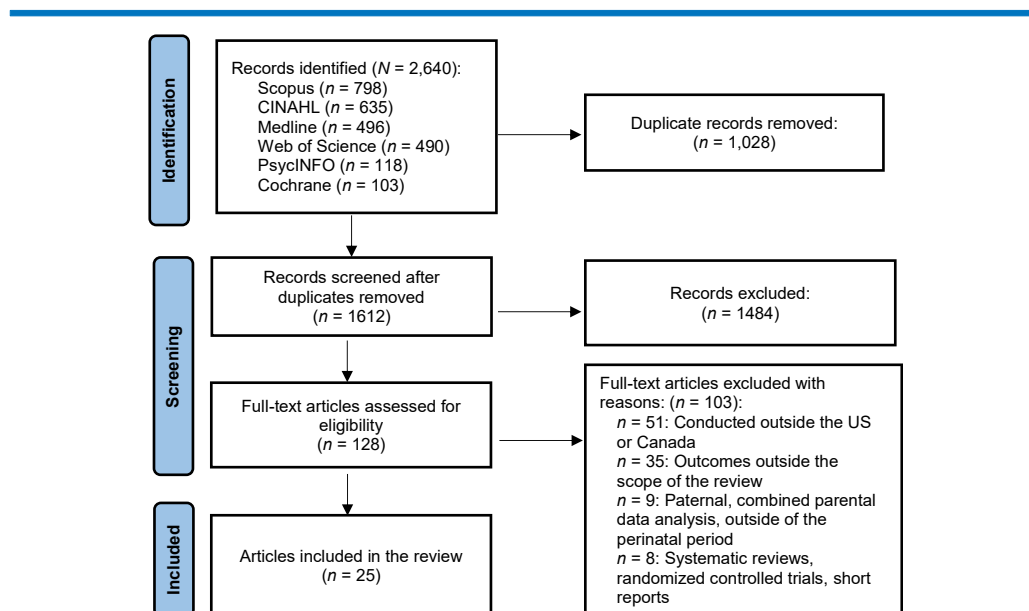 Identification
Records identified (N = 2,640):
Scopus (n = 798)
CINAHL (n = 635)
Medline (n = 496)
Web of Science (n = 490)
PsycINFO (n = 118)
Cochrane (n = 103)
Duplicate records removed:
(n = 1,028)
Screening
Records screened after
duplicates removed
(n = 1612)
Records excluded:
(n = 1484)
Full-text articles assessed for
eligibility
(n = 128)
Full-text articles excluded with
reasons: (n = 103):
n = 51: Conducted outside the US
or Canada
n = 35: Outcomes outside the
scope of the review
n = 9: Paternal, combined parental
data analysis, outside of the
perinatal period
n = 8: Systematic reviews,
randomized controlled trials, short
reports
Included
Articles included in the review
(n = 25)